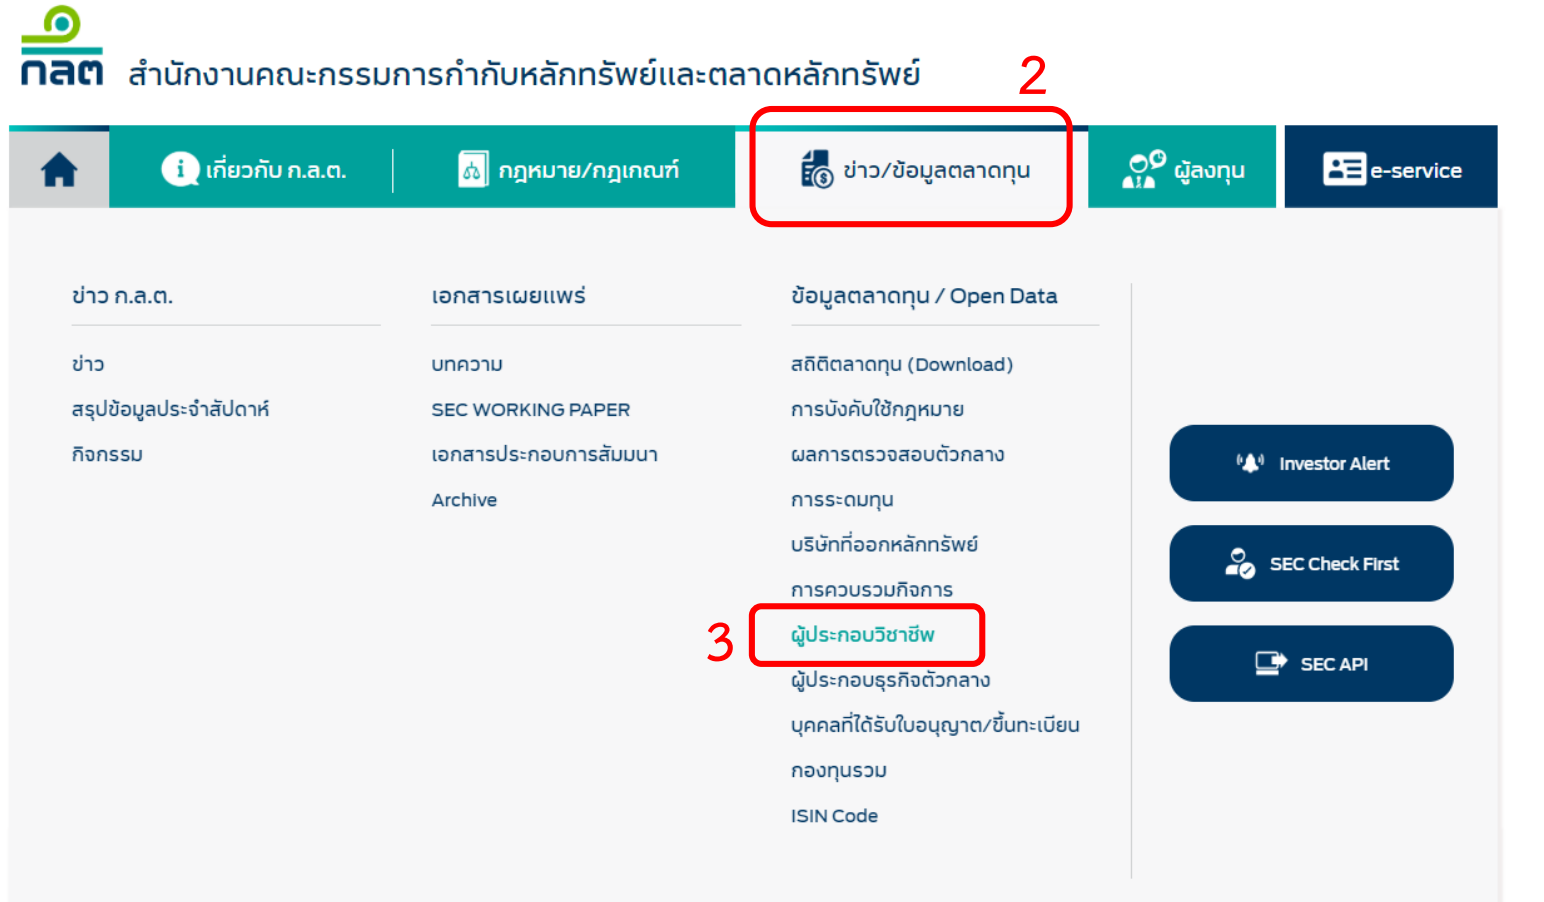 กลต สำนักงานคณะกรรมการกำกับหลักทรัพย์และตลาดหลักทรัพย์
2
เกี่ยวกับ ก.ล.ต. กฎหมาย/กฎเกณฑ์ ข่าว/ข้อมูลตลาดทุน ผู้ลงทุน e-service
ข่าว ก.ล.ต.
ข่าว
สรุปข้อมูลประจำสัปดาห์
กิจกรรม
เอกสารเผยแพร่
บทความ
SEC WORKING PAPER
เอกสารประกอบการสัมมนา
Archive
ข้อมูลตลาดทุน / Open Data
สถิติตลาดทุน (Download)
การบังคับใช้กฎหมาย
ผลการตรวจสอบตัวกลาง
การระดมทุน
บริษัทที่ออกหลักทรัพย์
การควบรวมกิจการ
3 ผู้ประกอบวิชาชีพ
ผู้ประกอบธุรกิจตัวกลาง
บุคคลที่ได้รับใบอนุญาต/ขึ้นทะเบียน
กองทุนรวม
ISIN Code
Investor Alert
SEC Check First
SEC API